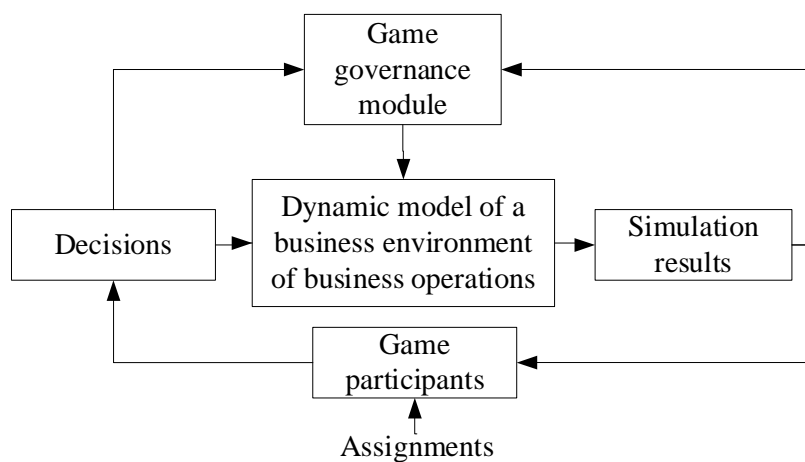 Game
governance
module
Decisions
Dynamic model of a
business environment
of business operations
Simulation
results
Game
participants
Assignments